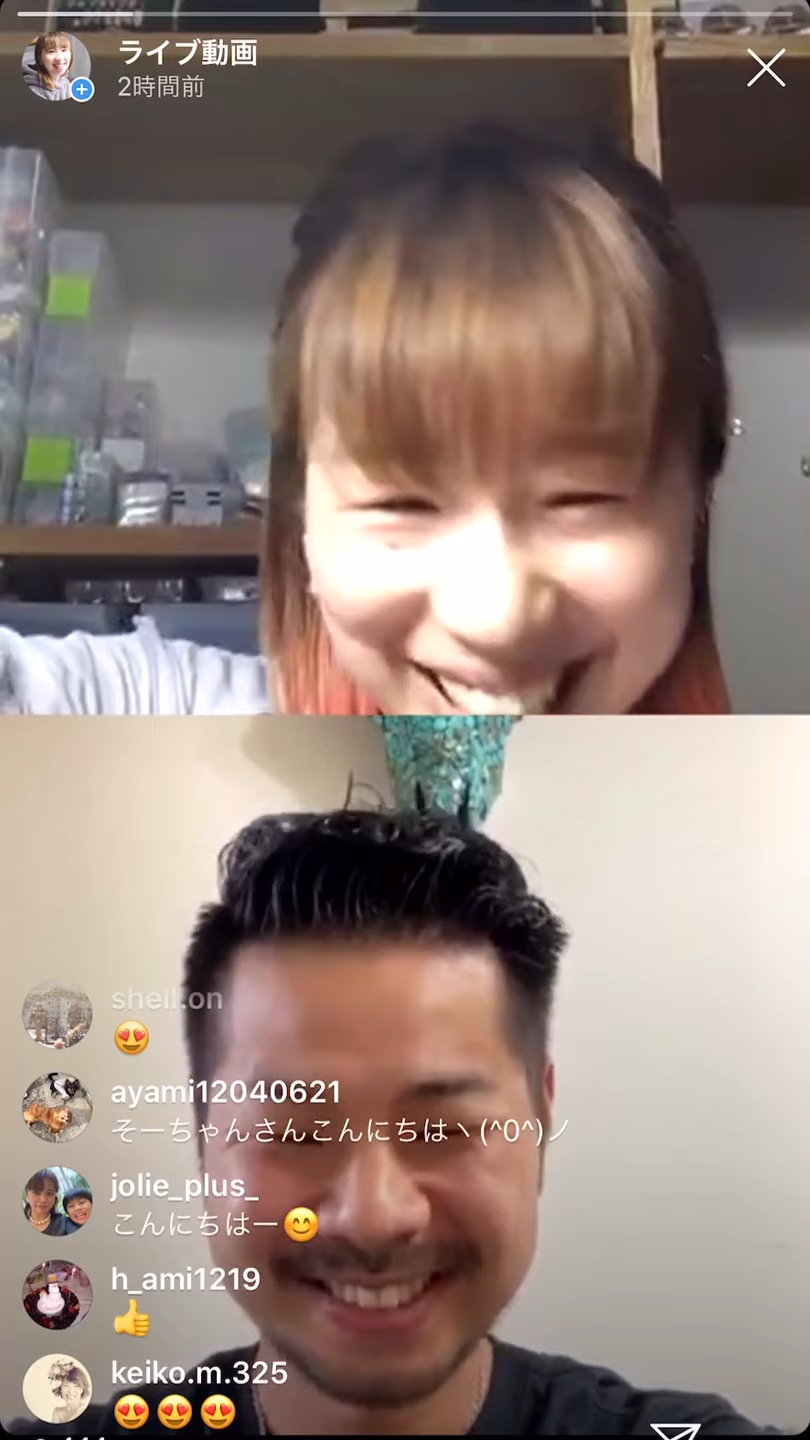 ライブ動画
2時間前
shell.on
😍
ayami12040621
そーちゃんさんこんにちはヽ(^0^)ノ
jolie_plus_
こんにちはー😊
h_ami1219
👍
keiko.m.325
😍😍😍